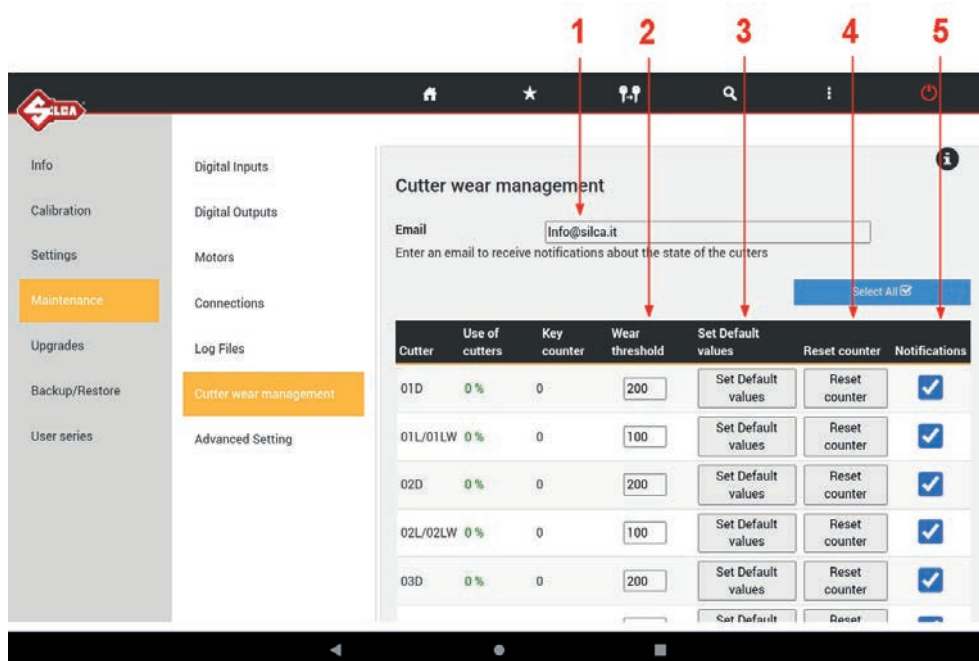 1 2 3 4 5
SILCA
Info
Calibration
Settings
Maintenance
Upgrades
Backup/Restore
User series
Digital Inputs
Digital Outputs
Motors
Connections
Log Files
Cutter wear management
Advanced Setting
Cutter wear management
Email Info@silca.it
Enter an email to receive notifications about the state of the cutters
Select All
Cutter Use of cutters Key counter Wear threshold Set Default values Reset counter Notifications
01D 0 % 0 200 Set Default values Reset counter
01L/01LW 0 % 0 100 Set Default values Reset counter
02D 0 % 0 200 Set Default values Reset counter
02L/02LW 0 % 0 100 Set Default values Reset counter
03D 0 % 0 200 Set Default values Reset counter
Set Default Reset